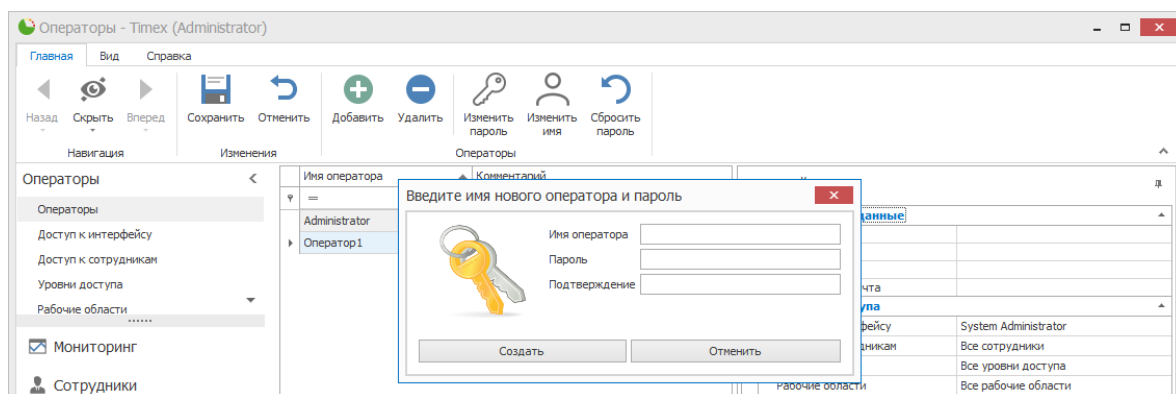 Операторы - Timex (Administrator)
Главная Вид Справка
Назад Скрыть Вперед Сохранить Отменить Добавить Удалить Изменить пароль Изменить имя Сбросить пароль
Навигация Изменения Операторы
Операторы
Операторы
Доступ к интерфейсу
Доступ к сотрудникам
Уровни доступа
Рабочие области
Мониторинг
Сотрудники
Имя оператора Комментарий
=
Administrator
Оператор1
Введите имя нового оператора и пароль
Имя оператора
Пароль
Подтверждение
Создать Отменить
данные
чта
упа
фейсу System Administrator
дникам Все сотрудники
Все уровни доступа
Рабочие области Все рабочие области